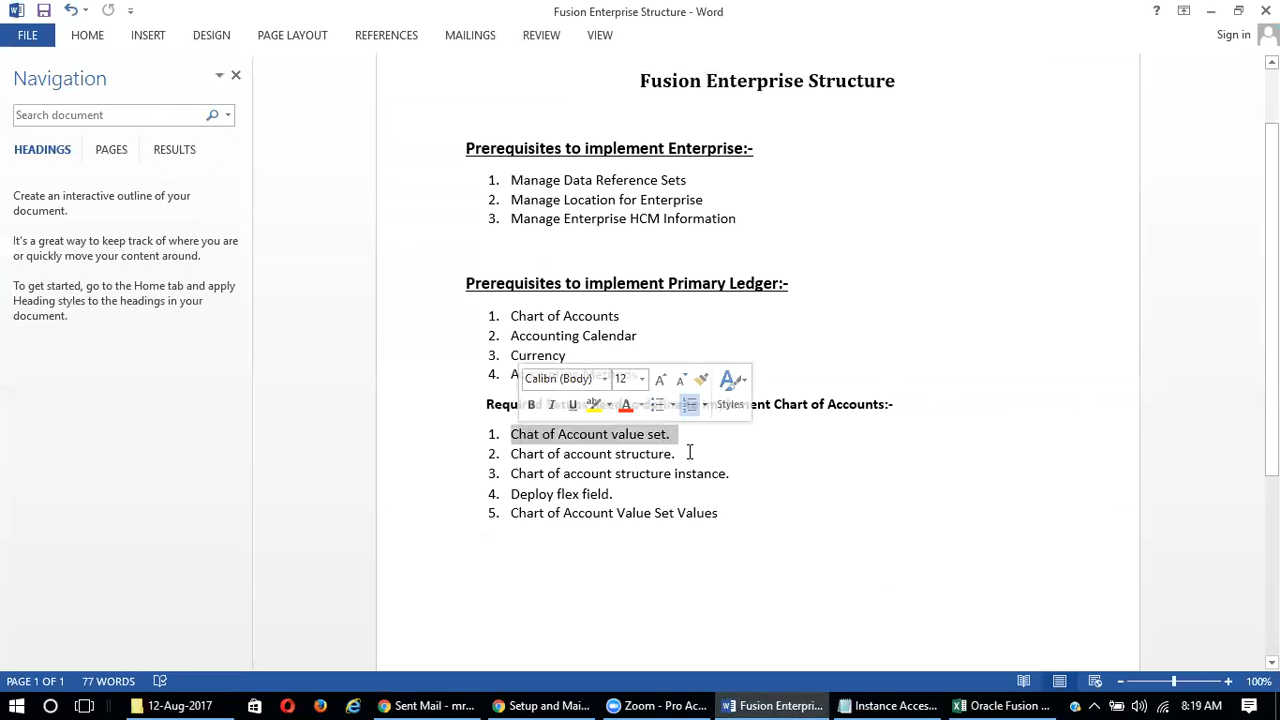 Fusion Enterprise Structure - Word
?
FILE HOME INSERT DESIGN PAGE LAYOUT REFERENCES MAILINGS REVIEW VIEW
Sign in
Navigation
Search document
HEADINGS PAGES RESULTS
Create an interactive outline of your
document.
It's a great way to keep track of where you are
or quickly move your content around.
To get started, go to the Home tab and apply
Heading styles to the headings in your
document.
Fusion Enterprise Structure
Prerequisites to implement Enterprise:-
1. Manage Data Reference Sets
2. Manage Location for Enterprise
3. Manage Enterprise HCM Information
Prerequisites to implement Primary Ledger:-
1. Chart of Accounts
2. Accounting Calendar
3. Currency
4.
Calibri (Body) 12
B I U ab A Styles
ment Chart of Accounts:-
1. Chat of Account value set.
2. Chart of account structure.
3. Chart of account structure instance.
4. Deploy flex field.
5. Chart of Account Value Set Values
PAGE 1 OF 1 77 WORDS
100%
12-Aug-2017 Sent Mail - mr... Setup and Mai... Zoom - Pro Ac... Fusion Enterpri... Instance Acces... Oracle Fusion ... 8:19 AM